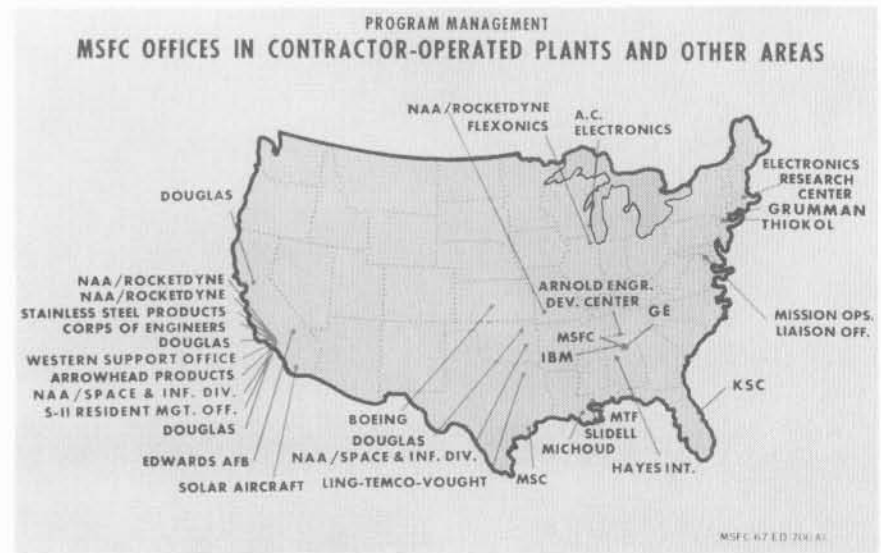 PROGRAM MANAGEMENT
MSFC OFFICES IN CONTRACTOR-OPERATED PLANTS AND OTHER AREAS
NAA/ROCKETDYNE
FLEXONICS
A.C.
ELECTRONICS
ELECTRONICS
RESEARCH
CENTER
GRUMMAN
THIOKOL
DOUGLAS
NAA/ROCKETDYNE
NAA/ROCKETDYNE
STAINLESS STEEL PRODUCTS
CORPS OF ENGINEERS
DOUGLAS
WESTERN SUPPORT OFFICE
ARROWHEAD PRODUCTS
NAA/SPACE & INF. DIV.
S-II RESIDENT MGT. OFF.
DOUGLAS
EDWARDS AFB
SOLAR AIRCRAFT
ARNOLD ENGR.
DEV. CENTER
GE
MSFC
IBM
MISSION OPS.
LIAISON OFF.
KSC
BOEING
DOUGLAS
NAA/SPACE & INF. DIV.
LING-TEMCO-VOUGHT
MSC
MTF
SLIDELL
MICHOUD
HAYES INT.
MSFC 67 ED